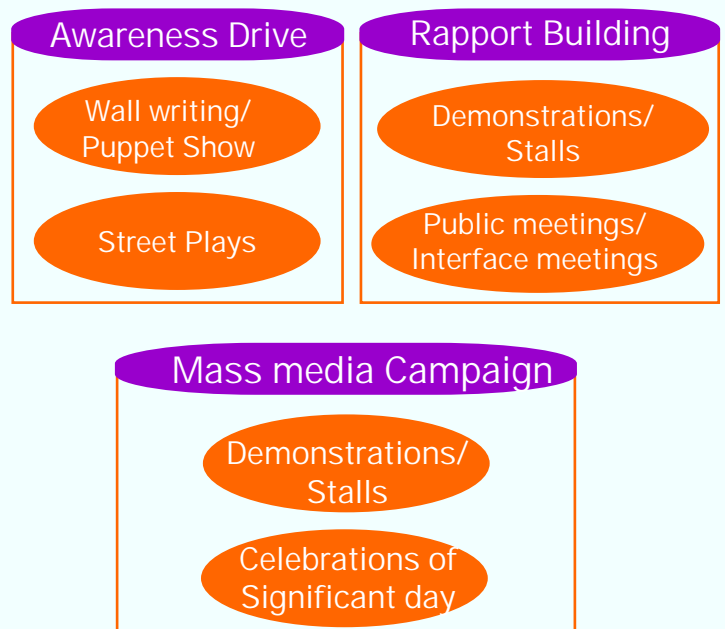 Awareness Drive
Wall writing/
Puppet Show
Street Plays
Rapport Building
Demonstrations/
Stalls
Public meetings/
Interface meetings
Mass media Campaign
Demonstrations/
Stalls
Celebrations of
Significant day